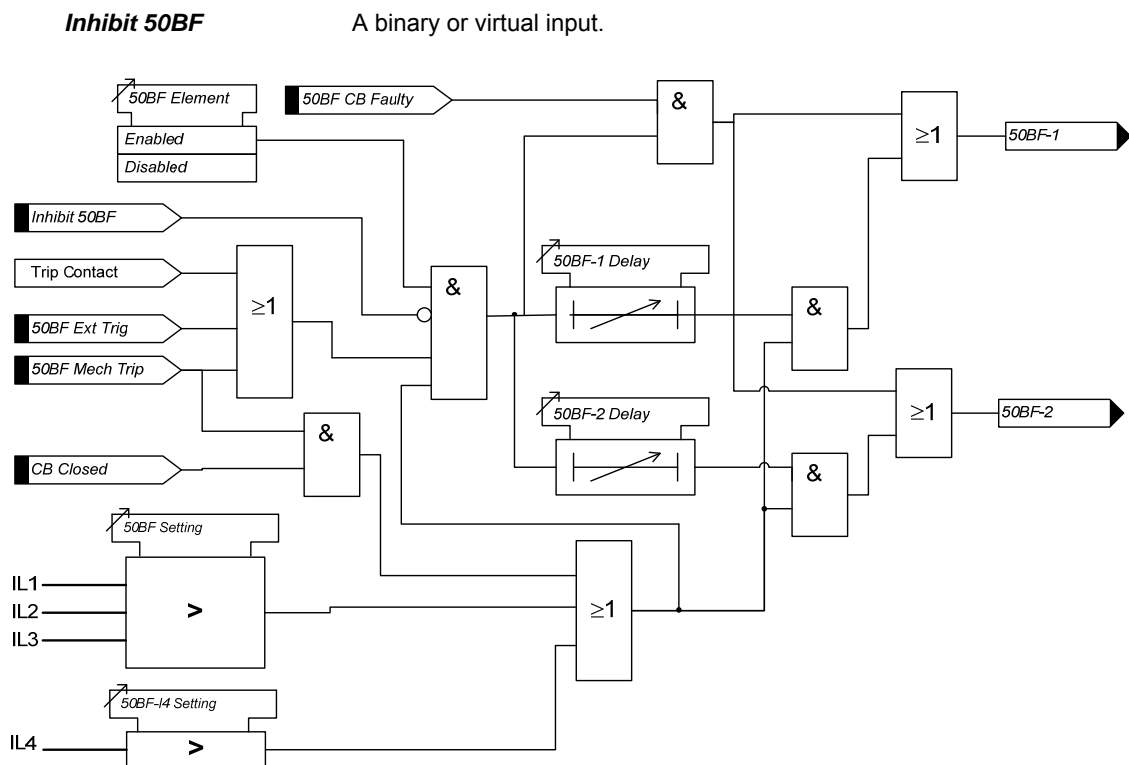 Inhibit 50BF A binary or virtual input.
50BF Element
Enabled
Disabled
50BF CB Faulty
&
≥1
50BF-1
Inhibit 50BF
Trip Contact
50BF Ext Trig
50BF Mech Trip
≥1
&
50BF-1 Delay
&
50BF-2 Delay
≥1
50BF-2
&
CB Closed
&
50BF Setting
IL1
IL2
IL3
>
≥1
50BF-I4 Setting
IL4
>